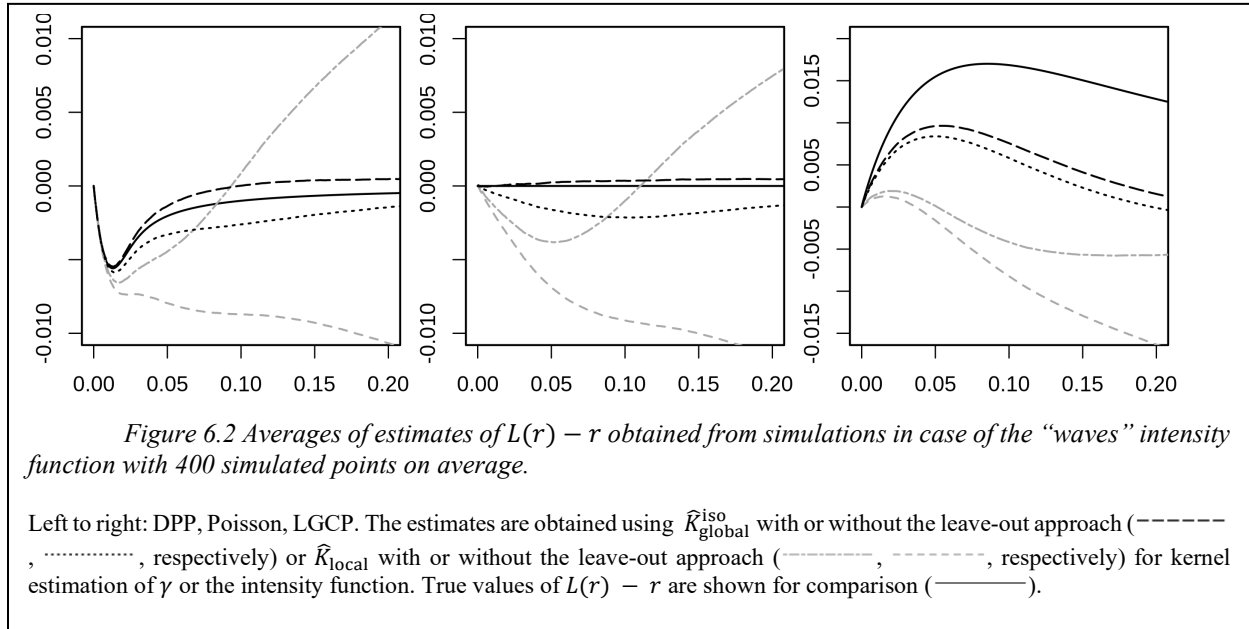 0.010
0.005
0.000
-0.010
0.00 0.05 0.10 0.15 0.20
0.010
0.005
0.000
-0.010
0.00 0.05 0.10 0.15 0.20
0.015
0.005
-0.005
-0.015
0.00 0.05 0.10 0.15 0.20
Figure 6.2 Averages of estimates of L(r) − r obtained from simulations in case of the “waves” intensity
function with 400 simulated points on average.
Left to right: DPP, Poisson, LGCP. The estimates are obtained using K̂ᵢₛₒ global with or without the leave-out approach (
, , respectively) or K̂local with or without the leave-out approach ( , , respectively) for kernel
estimation of γ or the intensity function. True values of L(r) − r are shown for comparison ( ).